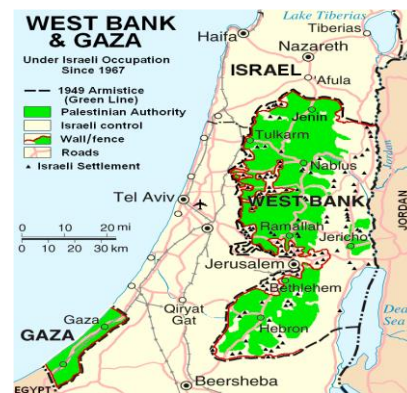 WEST BANK
& GAZA
Under Israeli Occupation
Since 1967
1949 Armistice
(Green Line)
Palestinian Authority
Israeli control
Wall/fence
Roads
Israeli Settlement
Lake Tiberias
Haifa
Tiberias
Nazareth
ISRAEL
'Afula
Jenin
Tulkarm
Nablus
Jordan
JORDAN
Tel Aviv
WEST BANK
0 10 20 mi
0 20 30
Ramallah
Jericho
Jerusalem
Bethlehem
Qiryat
Gat
GAZA
Gaza
Hebron
Dead
Sea
EGYPT
Beersheba